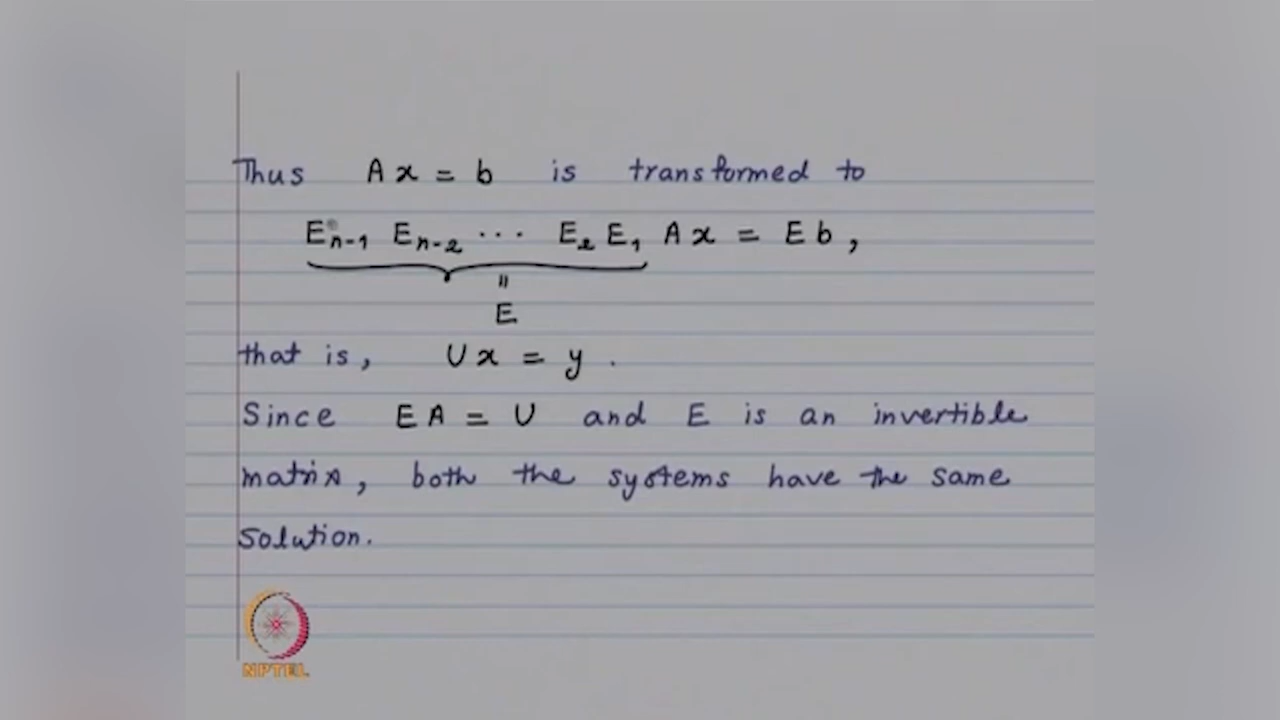 Thus Ax = b is transformed to
Eₙ₋₁ Eₙ₋₂ ··· E₂ E₁ Ax = Eb,
"
E
that is, Ux = y.
Since EA = U and E is an invertible
matrix, both the systems have the same
solution.
NPTEL